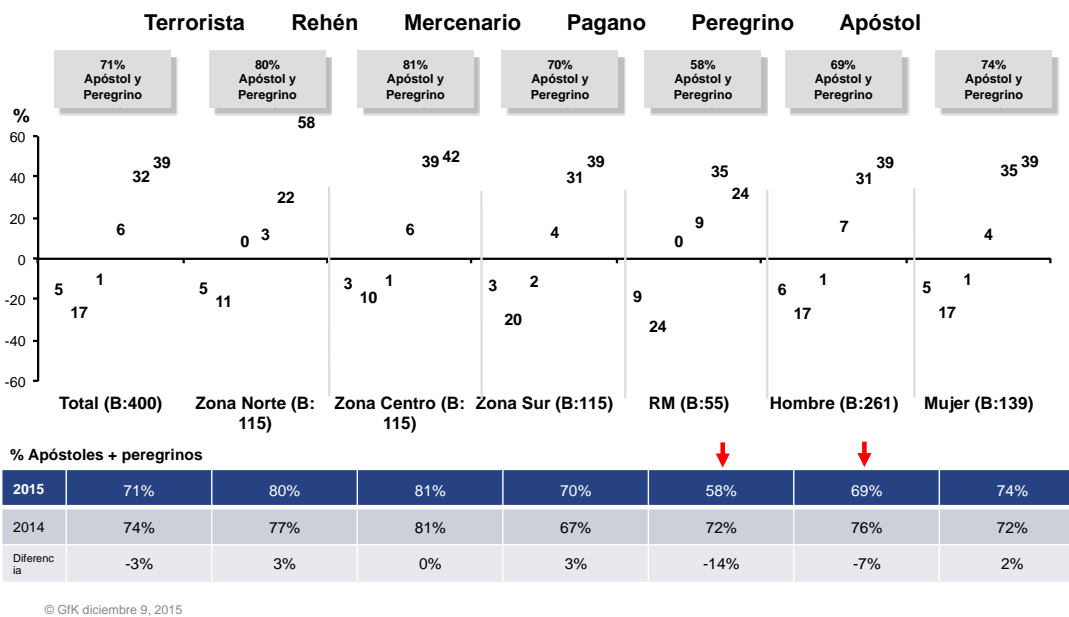 Terrorista Rehén Mercenario Pagano Peregrino Apóstol
71% 80% 81% 70% 58% 69% 74%
Apóstol y Apóstol y Apóstol y Apóstol y Apóstol y Apóstol y Apóstol y
Peregrino Peregrino Peregrino Peregrino Peregrino Peregrino Peregrino
%
60
40
20
0
-20
-40
-60
5 17 1 6 32 39
5 11 0 3 22 58
3 10 1 6 39 42
3 20 2 4 31 39
9 24 0 9 35 24
6 17 1 7 31 39
5 17 1 4 35 39
Total (B:400)
Zona Norte (B:
115)
Zona Centro (B:
115)
Zona Sur (B:115)
RM (B:55)
Hombre (B:261)
Mujer (B:139)
% Apóstoles + peregrinos
2015 71% 80% 81% 70% 58% 69% 74%
2014 74% 77% 81% 67% 72% 76% 72%
Diferenc
ia
-3% 3% 0% 3% -14% -7% 2%
© GfK diciembre 9, 2015